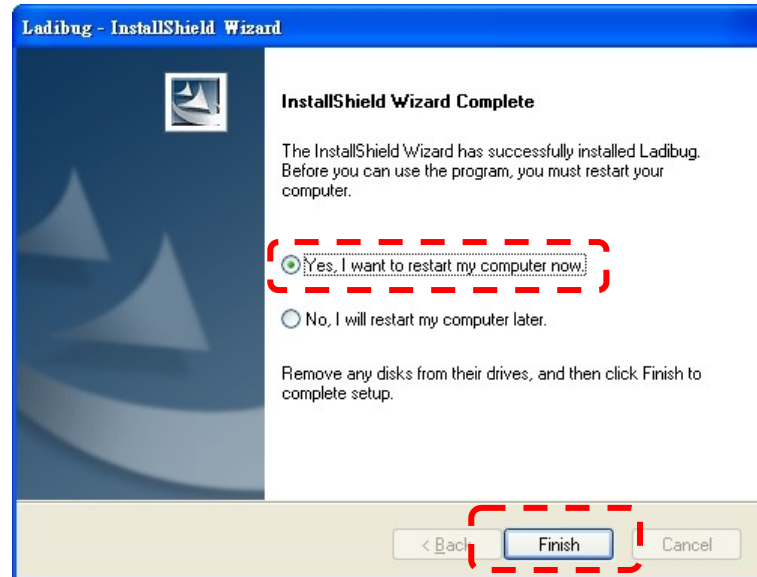 Ladibug - InstallShield Wizard
InstallShield Wizard Complete
The InstallShield Wizard has successfully installed Ladibug.
Before you can use the program, you must restart your
computer.
Yes, I want to restart my computer now.
No, I will restart my computer later.
Remove any disks from their drives, and then click Finish to
complete setup.
< Back
Finish
Cancel